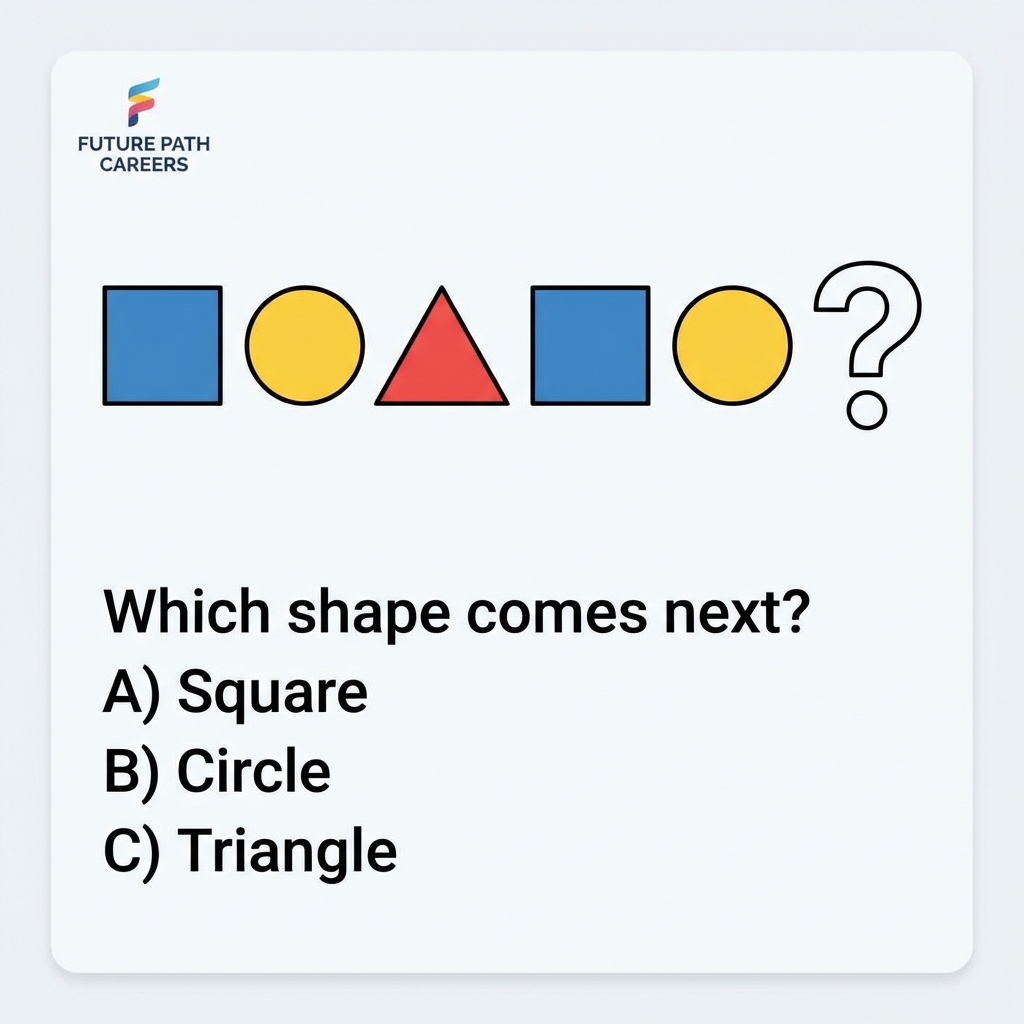 FUTURE PATH
CAREERS
?
Which shape comes next?
A) Square
B) Circle
C) Triangle